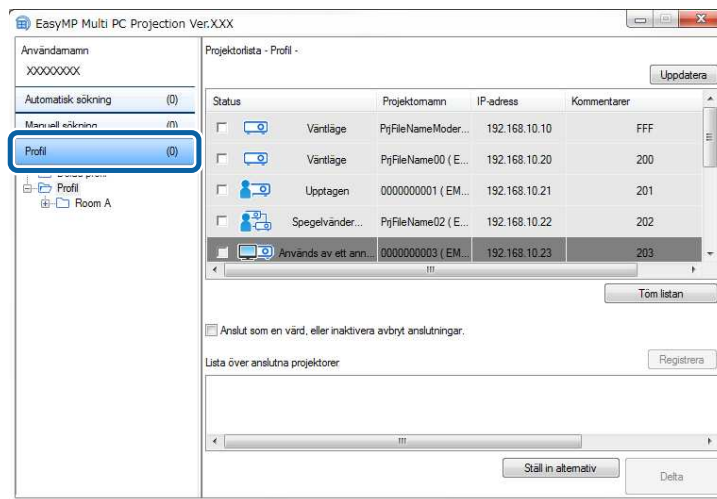 EasyMP Multi PC Projection Ver.XXX
Användarnamn
XXXXXXXX
Automatisk sökning (0)
Manuell sökning (0)
Profil (0)
Profil
Room A
Projektorlista - Profil -
Uppdatera
Status Projektornamn IP-adress Kommentarer
Vänteläge PrjFileNameModer... 192.168.10.10 FFF
Vänteläge PrjFileName00 ( E... 192.168.10.20 200
Upptagen 0000000001 ( EM... 192.168.10.21 201
Spegelvänder... PrjFileName02 ( E... 192.168.10.22 202
Används av ett ann... 0000000003 ( EM... 192.168.10.23 203
Töm listan
Anslut som en värd, eller inaktivera avbryt anslutningar.
Lista över anslutna projektorer
Registrera
Ställ in alternativ
Delta